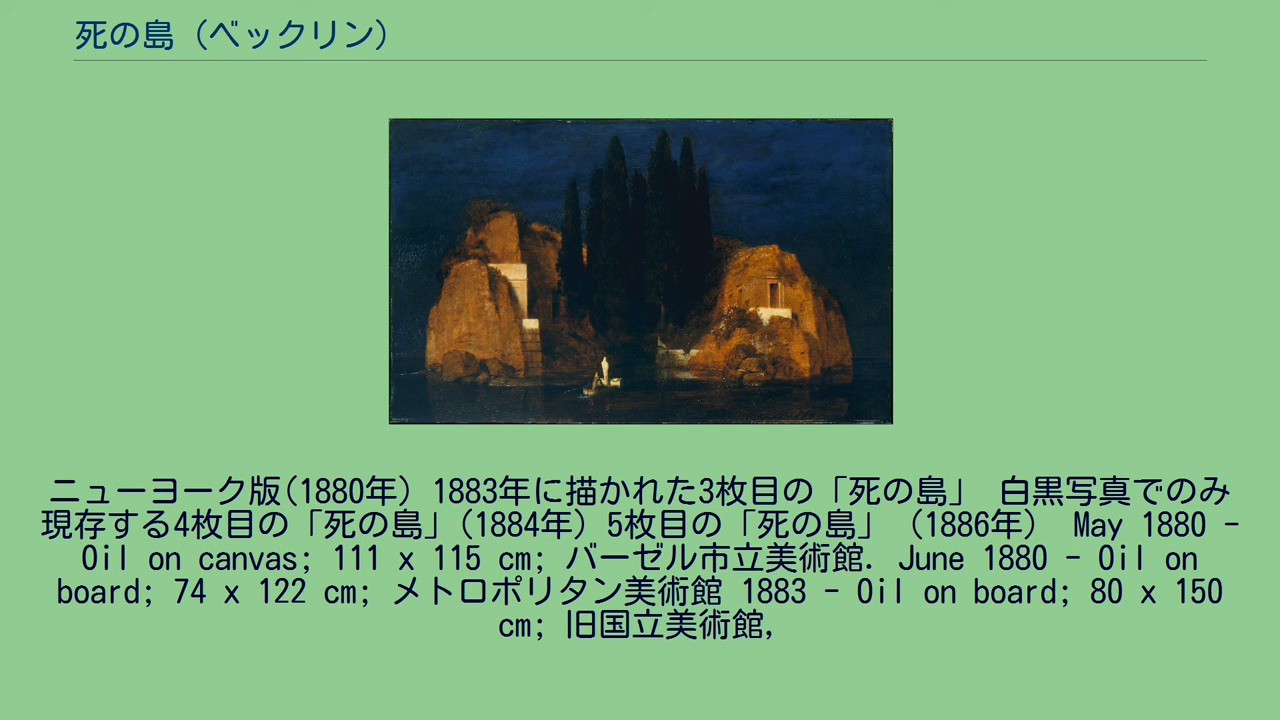 死の島（ベックリン）
ニューヨーク版(1880年） 1883年に描かれた3枚目の「死の島」 白黒写真でのみ
現存する4枚目の「死の島」(1884年）5枚目の「死の島」（1886年） May 1880 -
Oil on canvas; 111 x 115 cm; バーゼル市立美術館. June 1880 - Oil on
board; 74 x 122 cm; メトロポリタン美術館 1883 - Oil on board; 80 x 150
cm; 旧国立美術館,